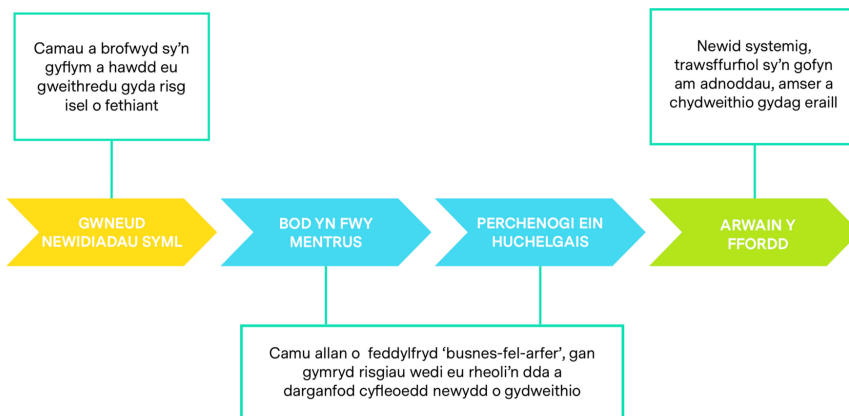 Camau a brofwyd sy'n
gyflym a hawdd eu
gweithredu gyda risg
isel o fethiant
Newid systemig,
trawsffurfiol sy'n gofyn
am adnoddau, amser a
chydweithio gydag eraill
GWNEUD
NEWIDIADAU SYML
BOD YN FWY
MENTRUS
PERCHENOGI EIN
HUCHELGAIS
ARWAIN Y
FFORDD
Camu allan o feddylfryd ‘busnes-fel-arfer’, gan
gymryd risgiau wedi eu rheoli’n dda a
darganfod cyfleoedd newydd o gydweithio